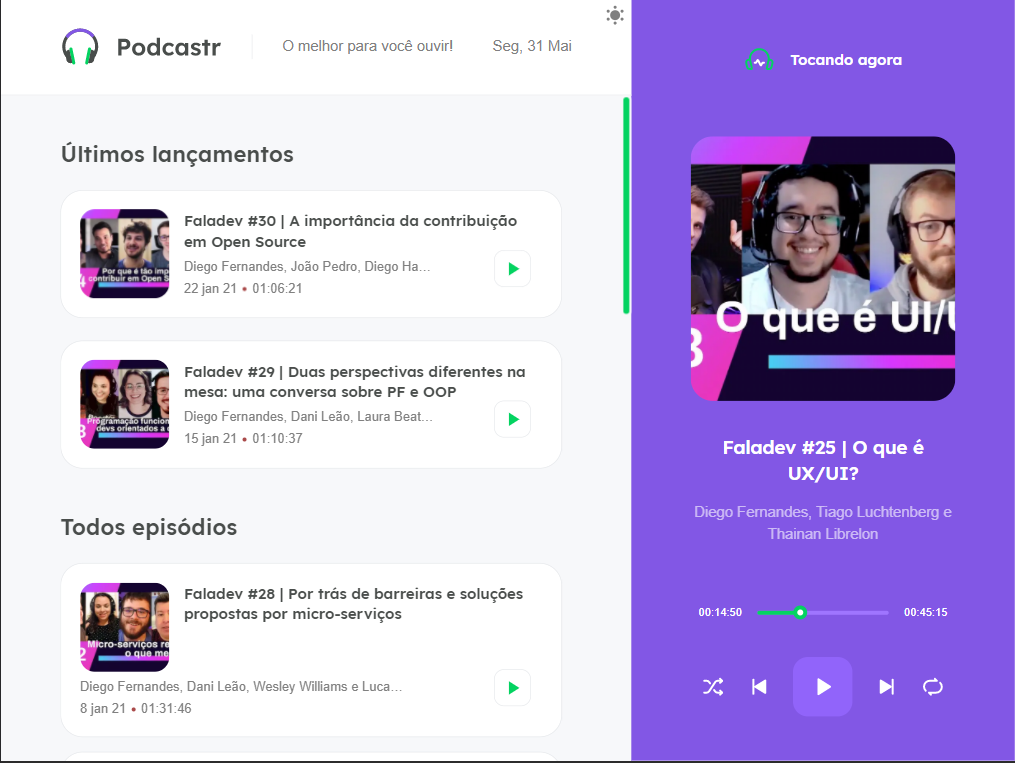 Podcastr
O melhor para você ouvir!
Seg, 31 Mai
Últimos lançamentos
Por que é tão imp
contribuir em Open S
Faladev #30 | A importância da contribuição
em Open Source
Diego Fernandes, João Pedro, Diego Ha...
22 jan 21 • 01:06:21
Programação funcion
devs orientados a
3
Faladev #29 | Duas perspectivas diferentes na
mesa: uma conversa sobre PF e OOP
Diego Fernandes, Dani Leão, Laura Beat...
15 jan 21 • 01:10:37
Todos episódios
Micro-serviços re
o que me
2
Faladev #28 | Por trás de barreiras e soluções
propostas por micro-serviços
Diego Fernandes, Dani Leão, Wesley Williams e Luca...
8 jan 21 • 01:31:46
Tocando agora
O que é UI/U
3
Faladev #25 | O que é
UX/UI?
Diego Fernandes, Tiago Luchtenberg e
Thainan Librelon
00:14:50
00:45:15